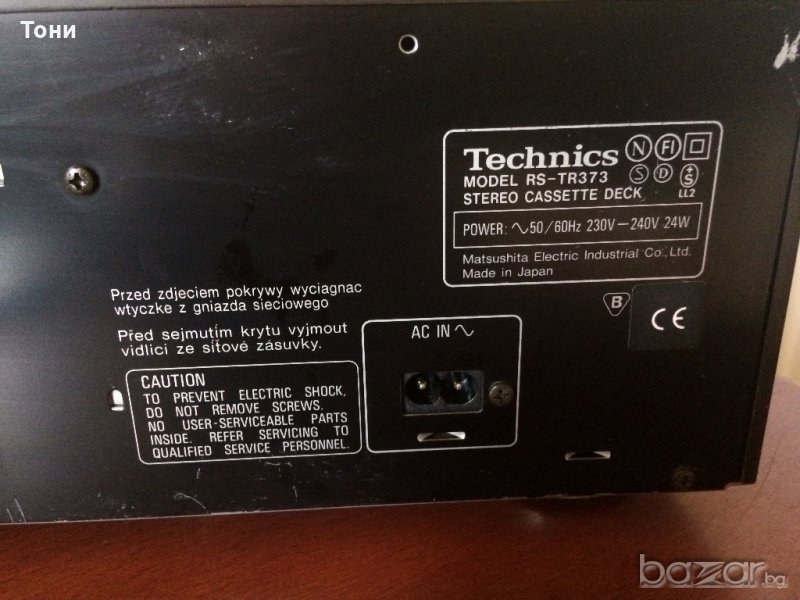 Тони
Technics
N FI
MODEL RS-TR373
S D S
STEREO CASSETTE DECK
LL2
POWER: ∿50/60Hz 230V—240V 24W
Matsushita Electric Industrial Co., Ltd.
Made in Japan
Przed zdjeciem pokrywy wyciagnac
wtyczke z gniazda sieciowego
Před sejmutím krytu vyjmout
vidlici ze síťové zásuvky.
B
CE
AC IN ∿
CAUTION
TO PREVENT ELECTRIC SHOCK,
DO NOT REMOVE SCREWS.
NO USER-SERVICEABLE PARTS
INSIDE. REFER SERVICING TO
QUALIFIED SERVICE PERSONNEL.
bazar.bg